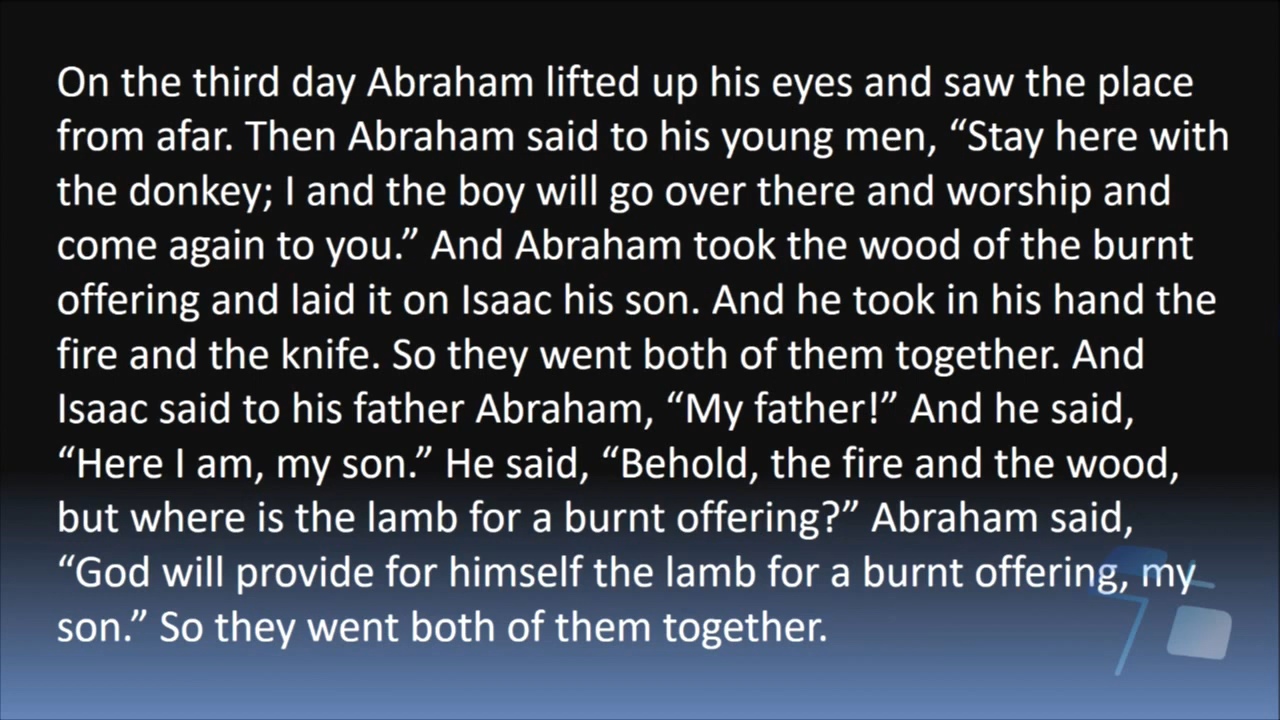 On the third day Abraham lifted up his eyes and saw the place
from afar. Then Abraham said to his young men, “Stay here with
the donkey; I and the boy will go over there and worship and
come again to you.” And Abraham took the wood of the burnt
offering and laid it on Isaac his son. And he took in his hand the
fire and the knife. So they went both of them together. And
Isaac said to his father Abraham, “My father!” And he said,
“Here I am, my son.” He said, “Behold, the fire and the wood,
but where is the lamb for a burnt offering?” Abraham said,
“God will provide for himself the lamb for a burnt offering, my
son.” So they went both of them together.